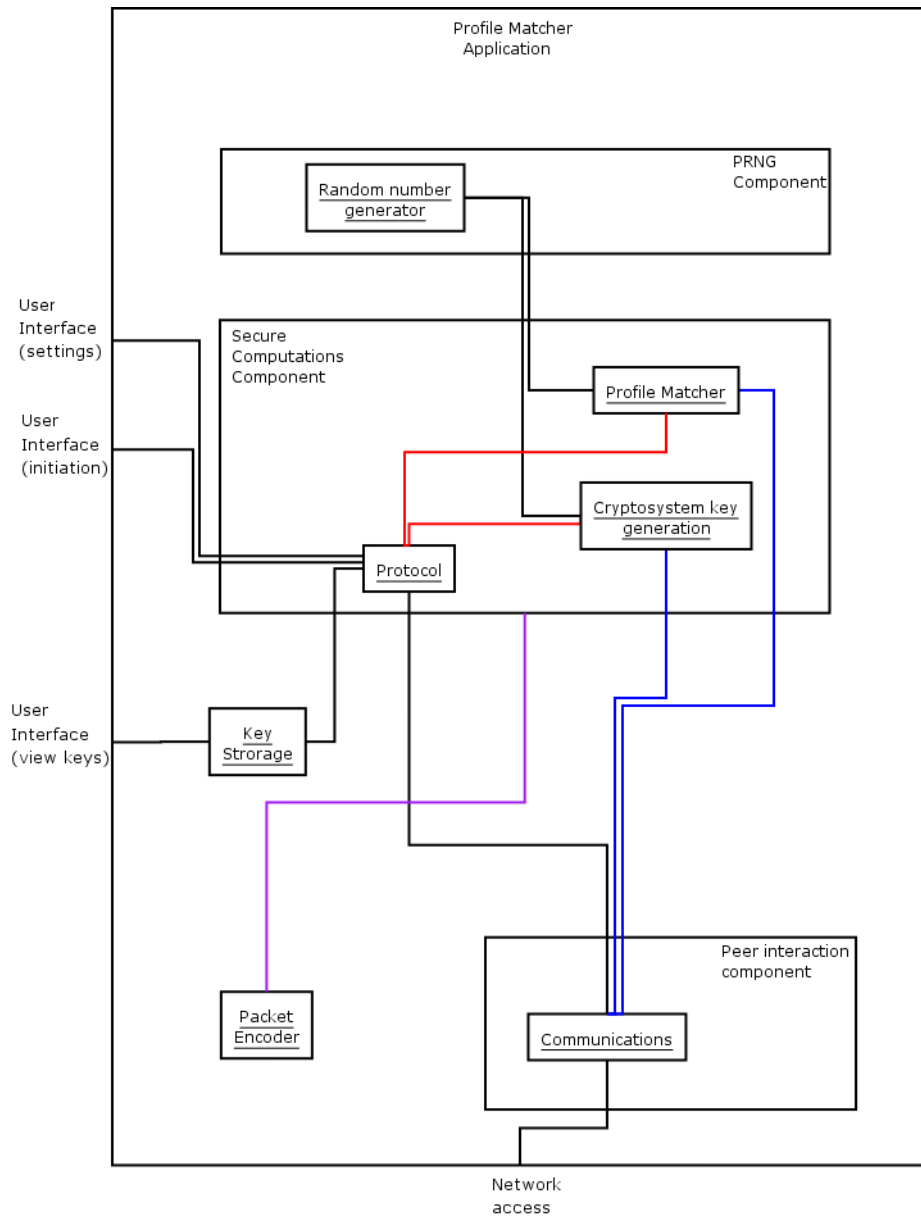 Profile Matcher
Application
PRNG
Component
Random number
generator
User
Interface
(settings)
Secure
Computations
Component
Profile Matcher
User
Interface
(initiation)
Cryptosystem key
generation
Protocol
User
Interface
(view keys)
Key
Strorage
Peer interaction
component
Packet
Encoder
Communications
Network
access